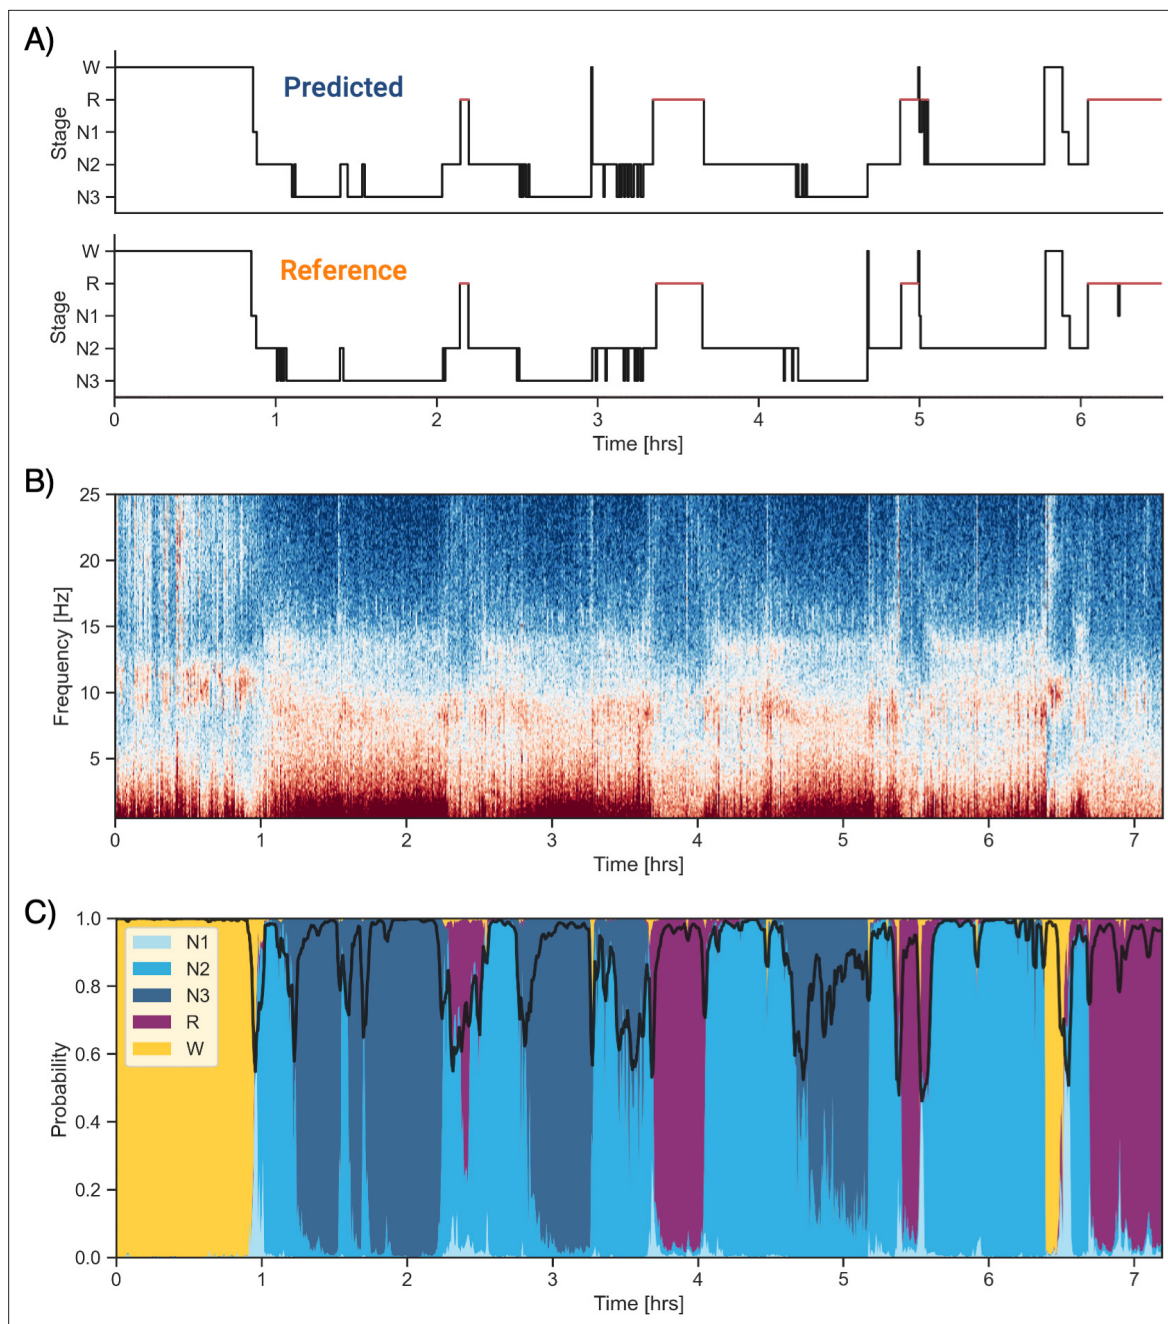 A)
Predicted
Stage
W
R
N1
N2
N3
Reference
Stage
W
R
N1
N2
N3
0 1 2 3 4 5 6
Time [hrs]
B)
Frequency [Hz]
25
20
15
10
5
0 1 2 3 4 5 6 7
Time [hrs]
C)
Probability
1.0
0.8
0.6
0.4
0.2
0.0
N1
N2
N3
R
W
0 1 2 3 4 5 6 7
Time [hrs]